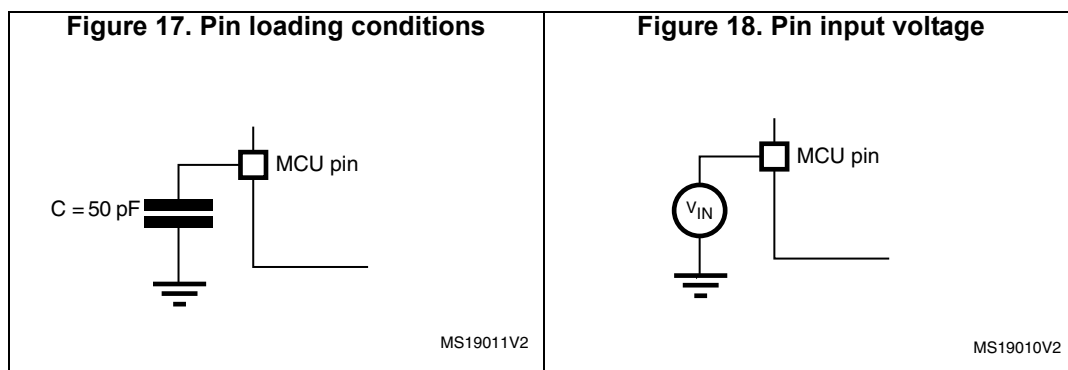 Figure 17. Pin loading conditions
MCU pin
C = 50 pF
MS19011V2
Figure 18. Pin input voltage
MCU pin
VIN
MS19010V2